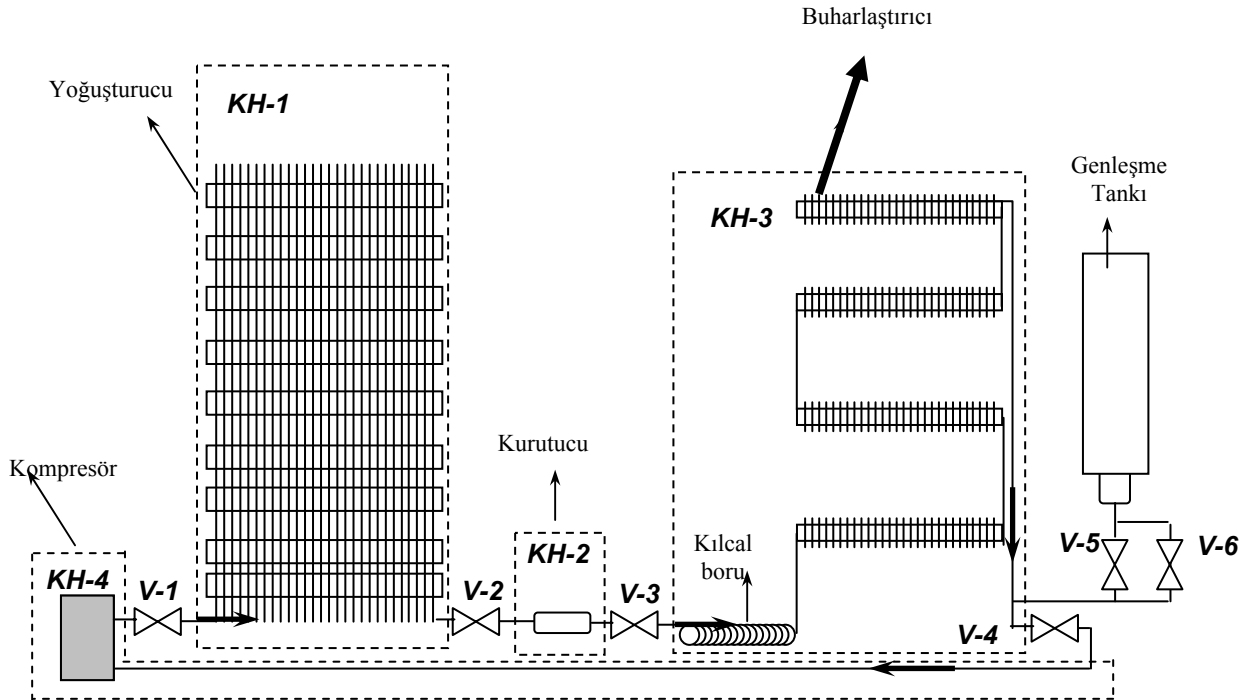 Buharlaştırıcı
Yoğuşturucu
KH-1
Genleşme
Tankı
KH-3
Kompresör
Kurutucu
KH-4
V-1
V-2
KH-2
V-3
Kılcal
boru
V-5
V-6
V-4